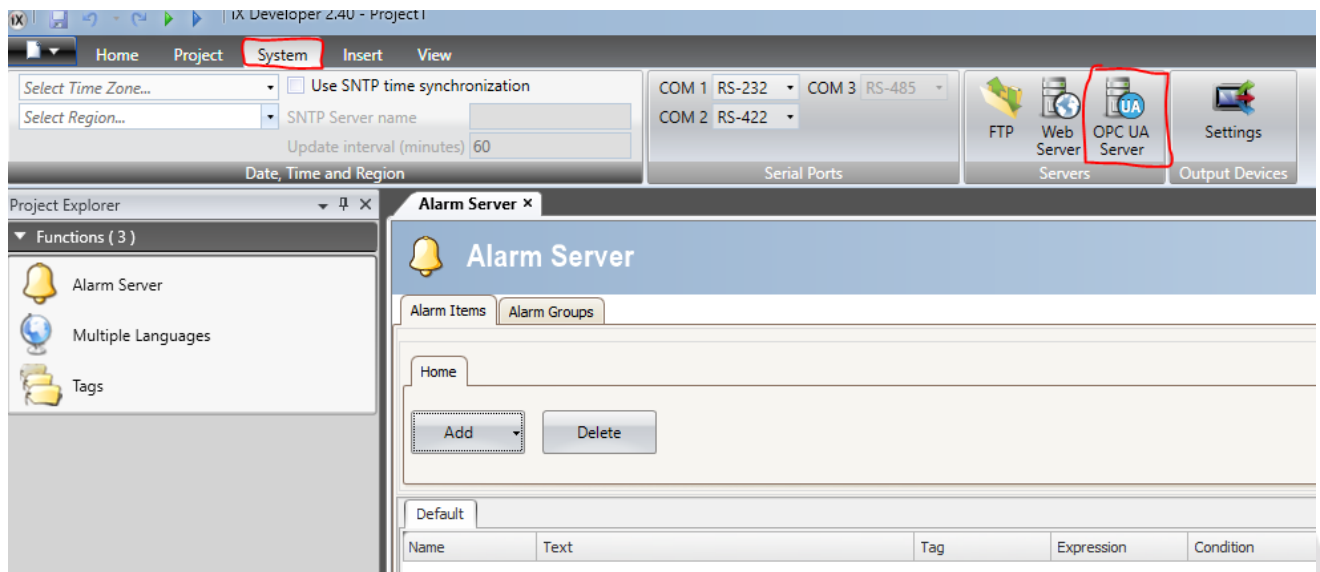 iX
iX Developer 2.40 - Project1
Home Project System Insert View
Select Time Zone... Use SNTP time synchronization COM 1 RS-232 COM 3 RS-485
Select Region... SNTP Server name COM 2 RS-422
Update interval (minutes) 60
FTP Web Server OPC UA Server Settings
UA
Date, Time and Region Serial Ports Servers Output Devices
Project Explorer
Alarm Server ×
Functions ( 3 )
Alarm Server
Multiple Languages
Tags
Alarm Server
Alarm Items Alarm Groups
Home
Add Delete
Default
Name Text Tag Expression Condition